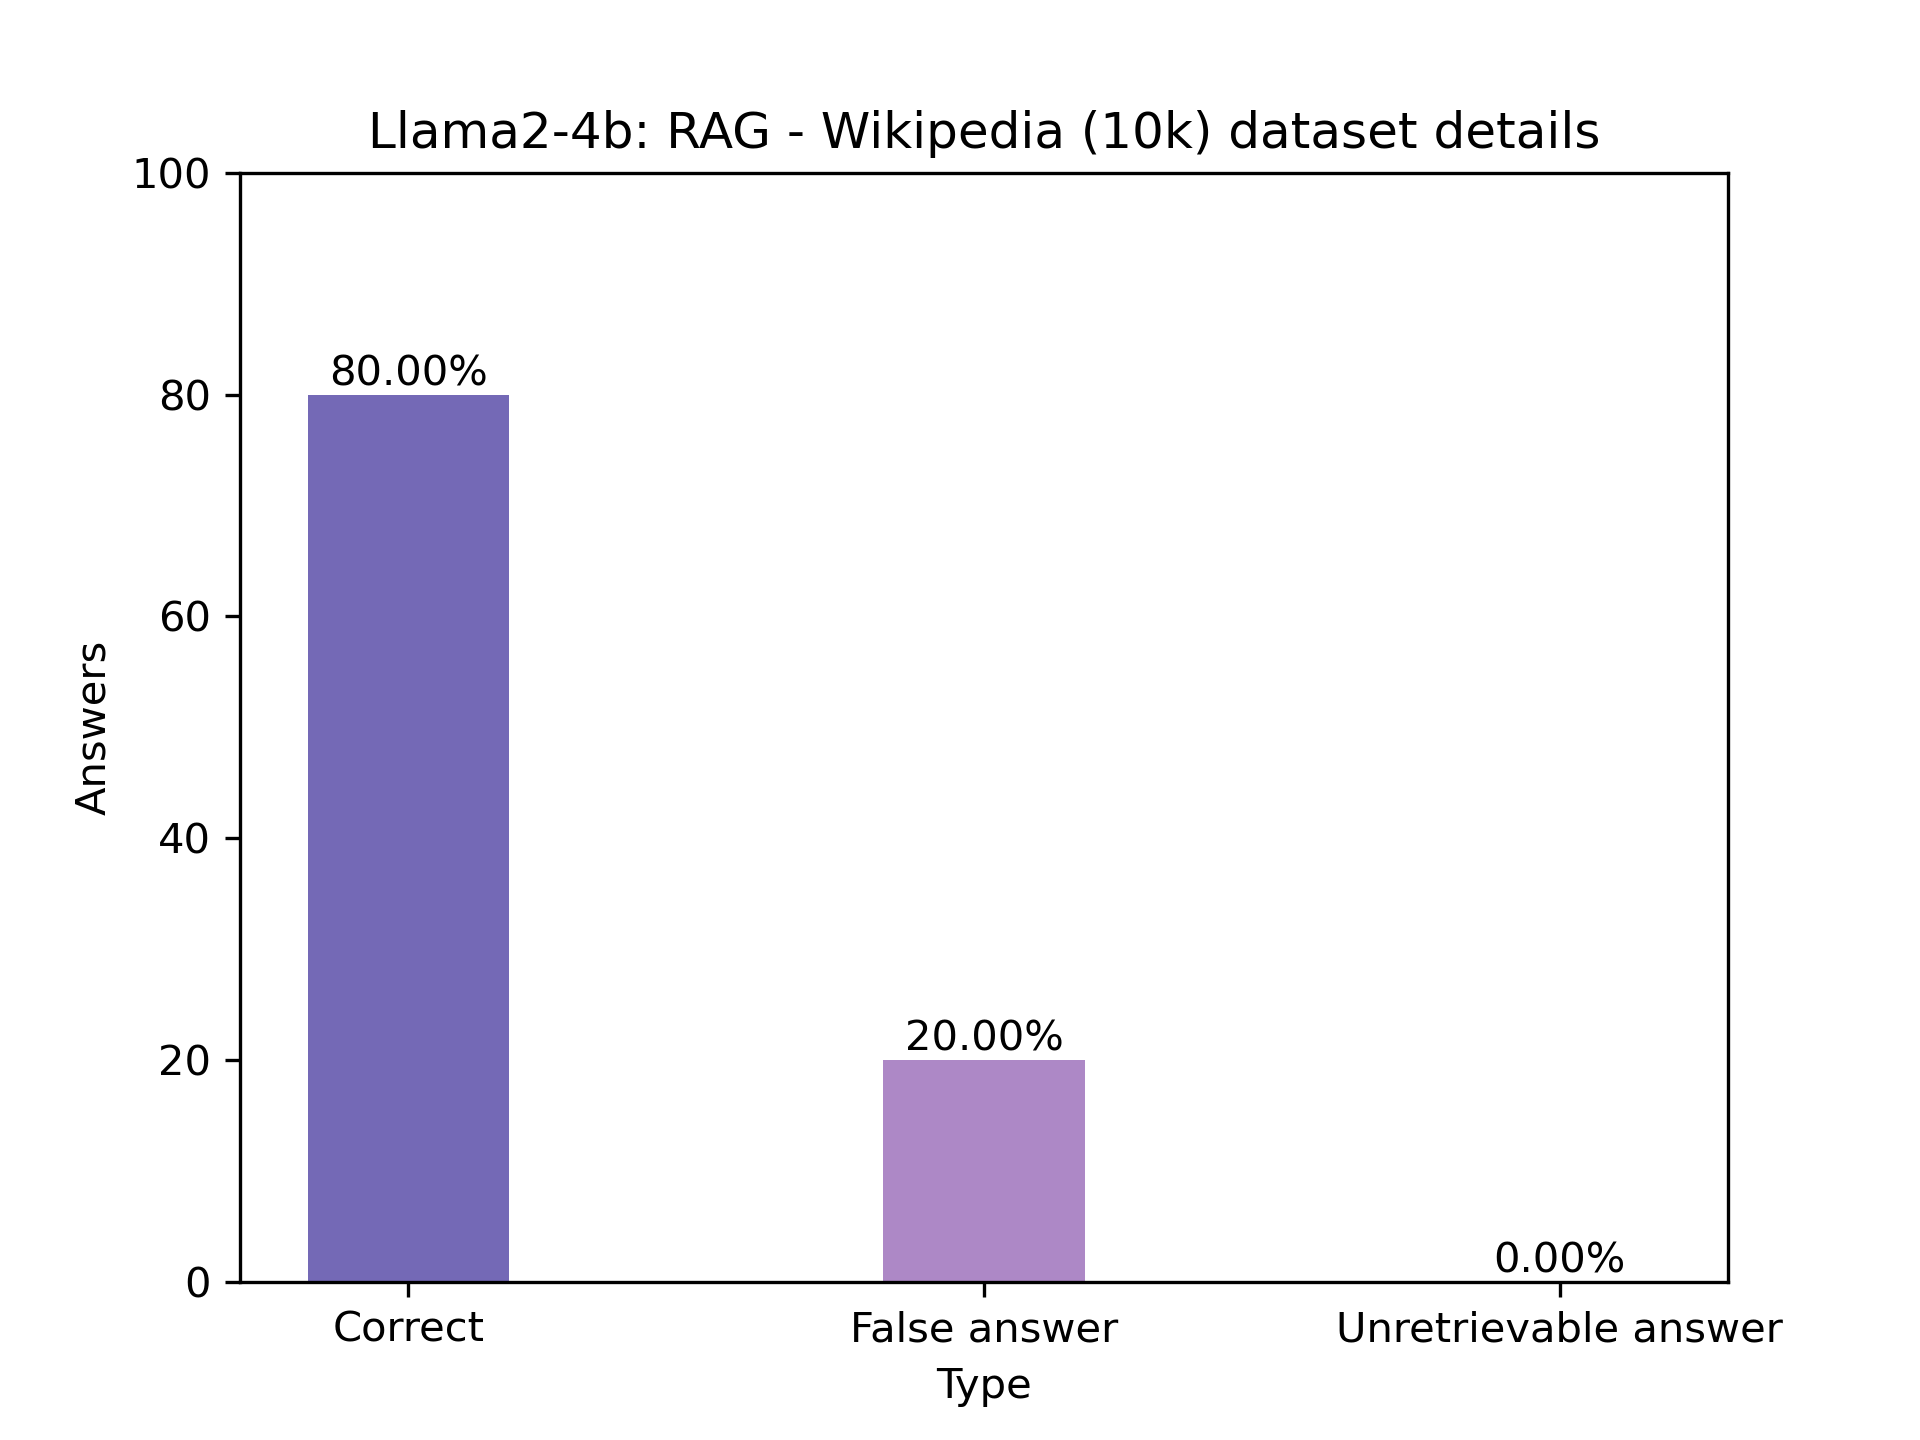 Llama2-4b: RAG - Wikipedia (10k) dataset details
100
80
60
40
20
0
Answers
80.00%
20.00%
0.00%
Correct
False answer
Unretrievable answer
Type